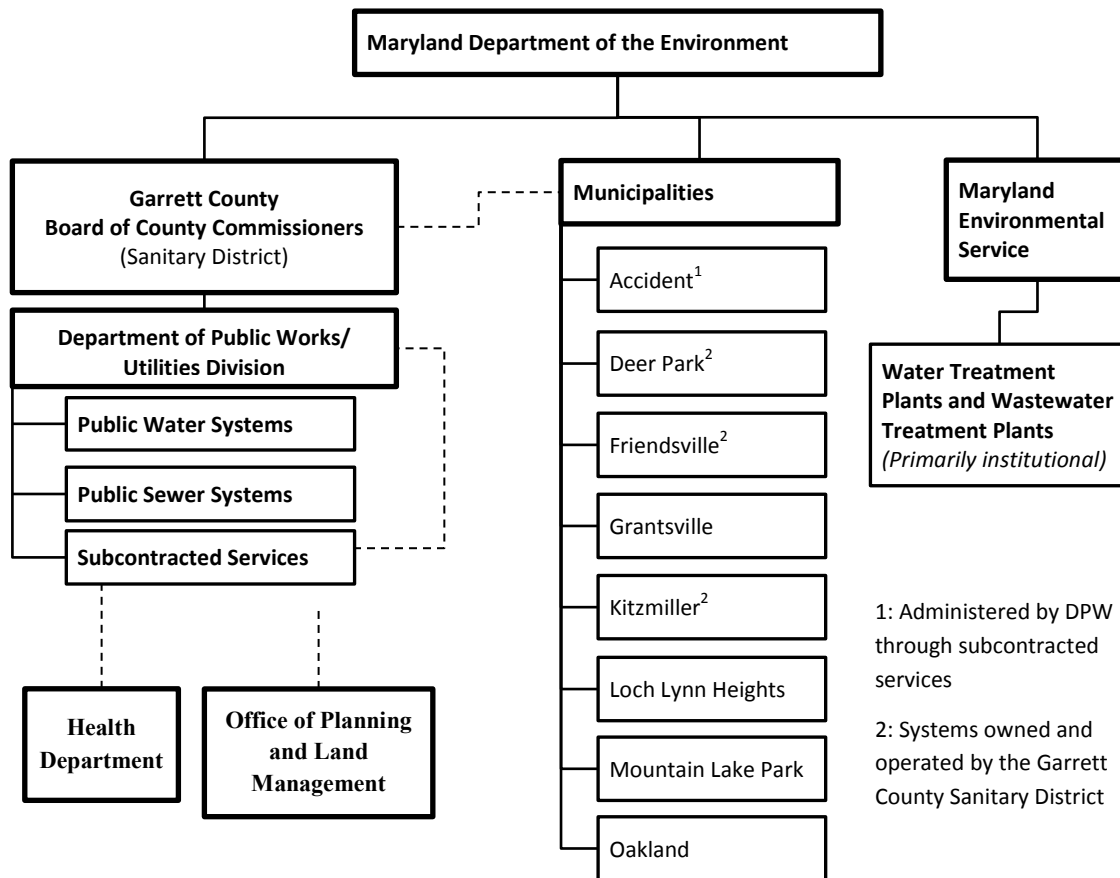 Maryland Department of the Environment
Garrett County
Board of County Commissioners
(Sanitary District)
Department of Public Works/
Utilities Division
Public Water Systems
Public Sewer Systems
Subcontracted Services
Health
Department
Office of Planning
and Land
Management
Municipalities
Accident¹
Deer Park²
Friendsville²
Grantsville
Kitzmiller²
Loch Lynn Heights
Mountain Lake Park
Oakland
Maryland
Environmental
Service
Water Treatment
Plants and Wastewater
Treatment Plants
(Primarily institutional)
1: Administered by DPW
through subcontracted
services
2: Systems owned and
operated by the Garrett
County Sanitary District